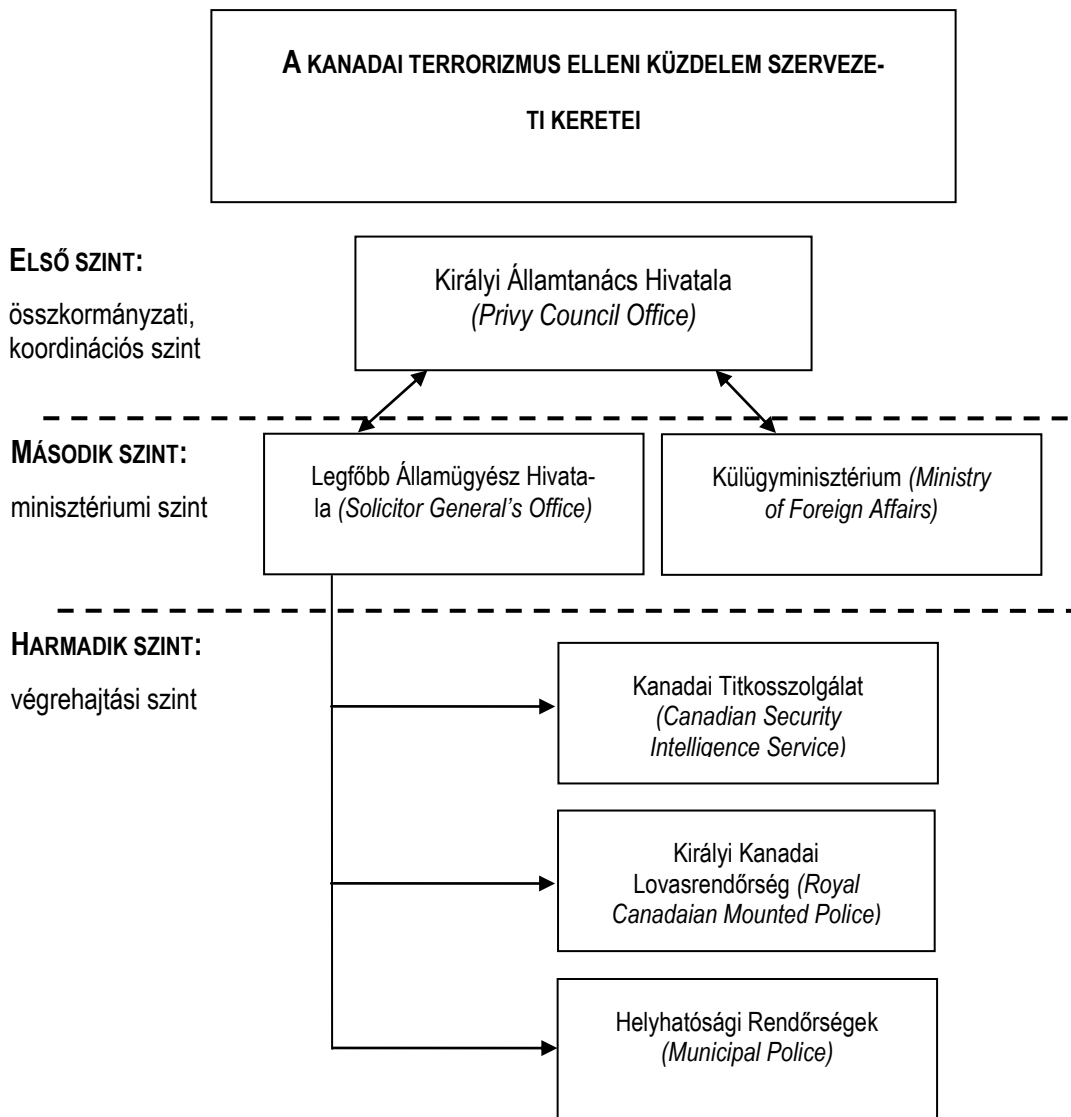 A KANADAI TERRORIZMUS ELLENI KÜZDELEM SZERVEZE-
TI KERETEI
ELSŐ SZINT:
összkormányzati,
koordinációs szint
Királyi Államtanács Hivatala
(Privy Council Office)
MÁSODIK SZINT:
minisztériumi szint
Legfőbb Államügyész Hivata-
la (Solicitor General's Office)
Külügyminisztérium (Ministry
of Foreign Affairs)
HARMADIK SZINT:
végrehajtási szint
Kanadai Titkosszolgálat
(Canadian Security
Intelligence Service)
Királyi Kanadai
Lovasrendőrség (Royal
Canadaian Mounted Police)
Helyhatósági Rendőrségek
(Municipal Police)